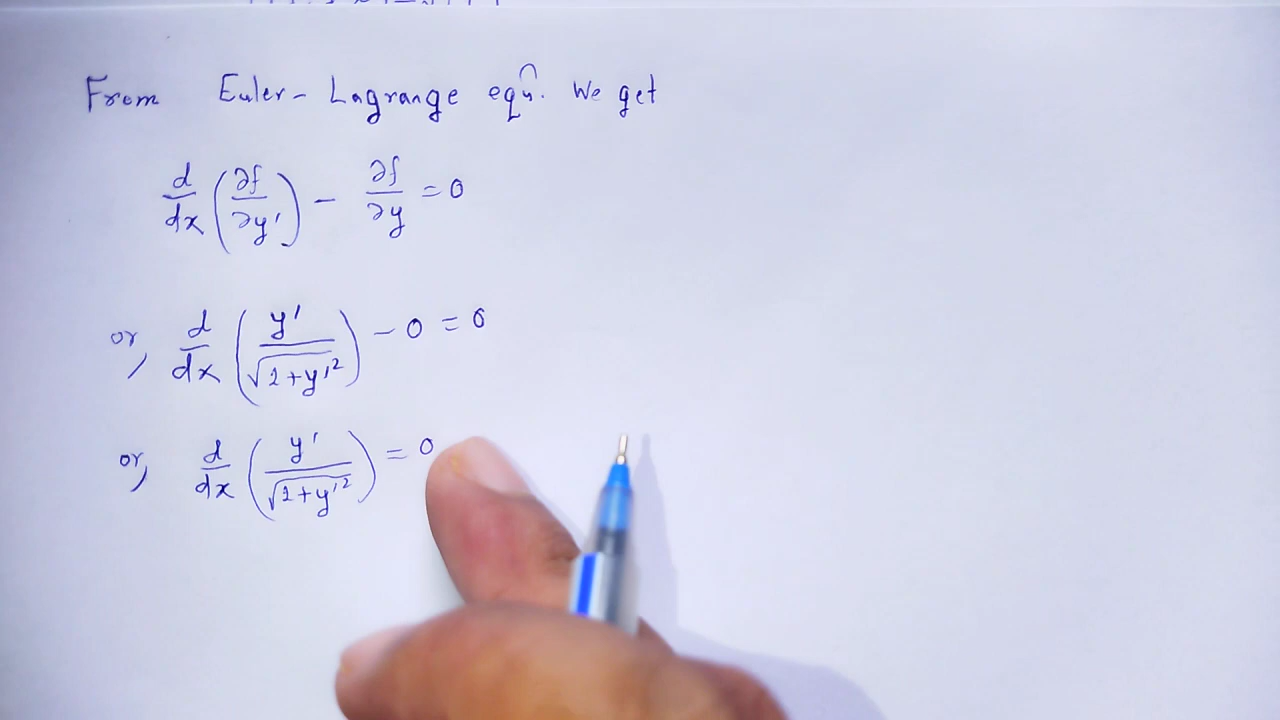 From Euler-Lagrange eqn. We get
d/dx (∂f/∂y') - ∂f/∂y = 0
or, d/dx (y'/√1+y'²) - 0 = 0
or, d/dx (y'/√1+y'²) = 0